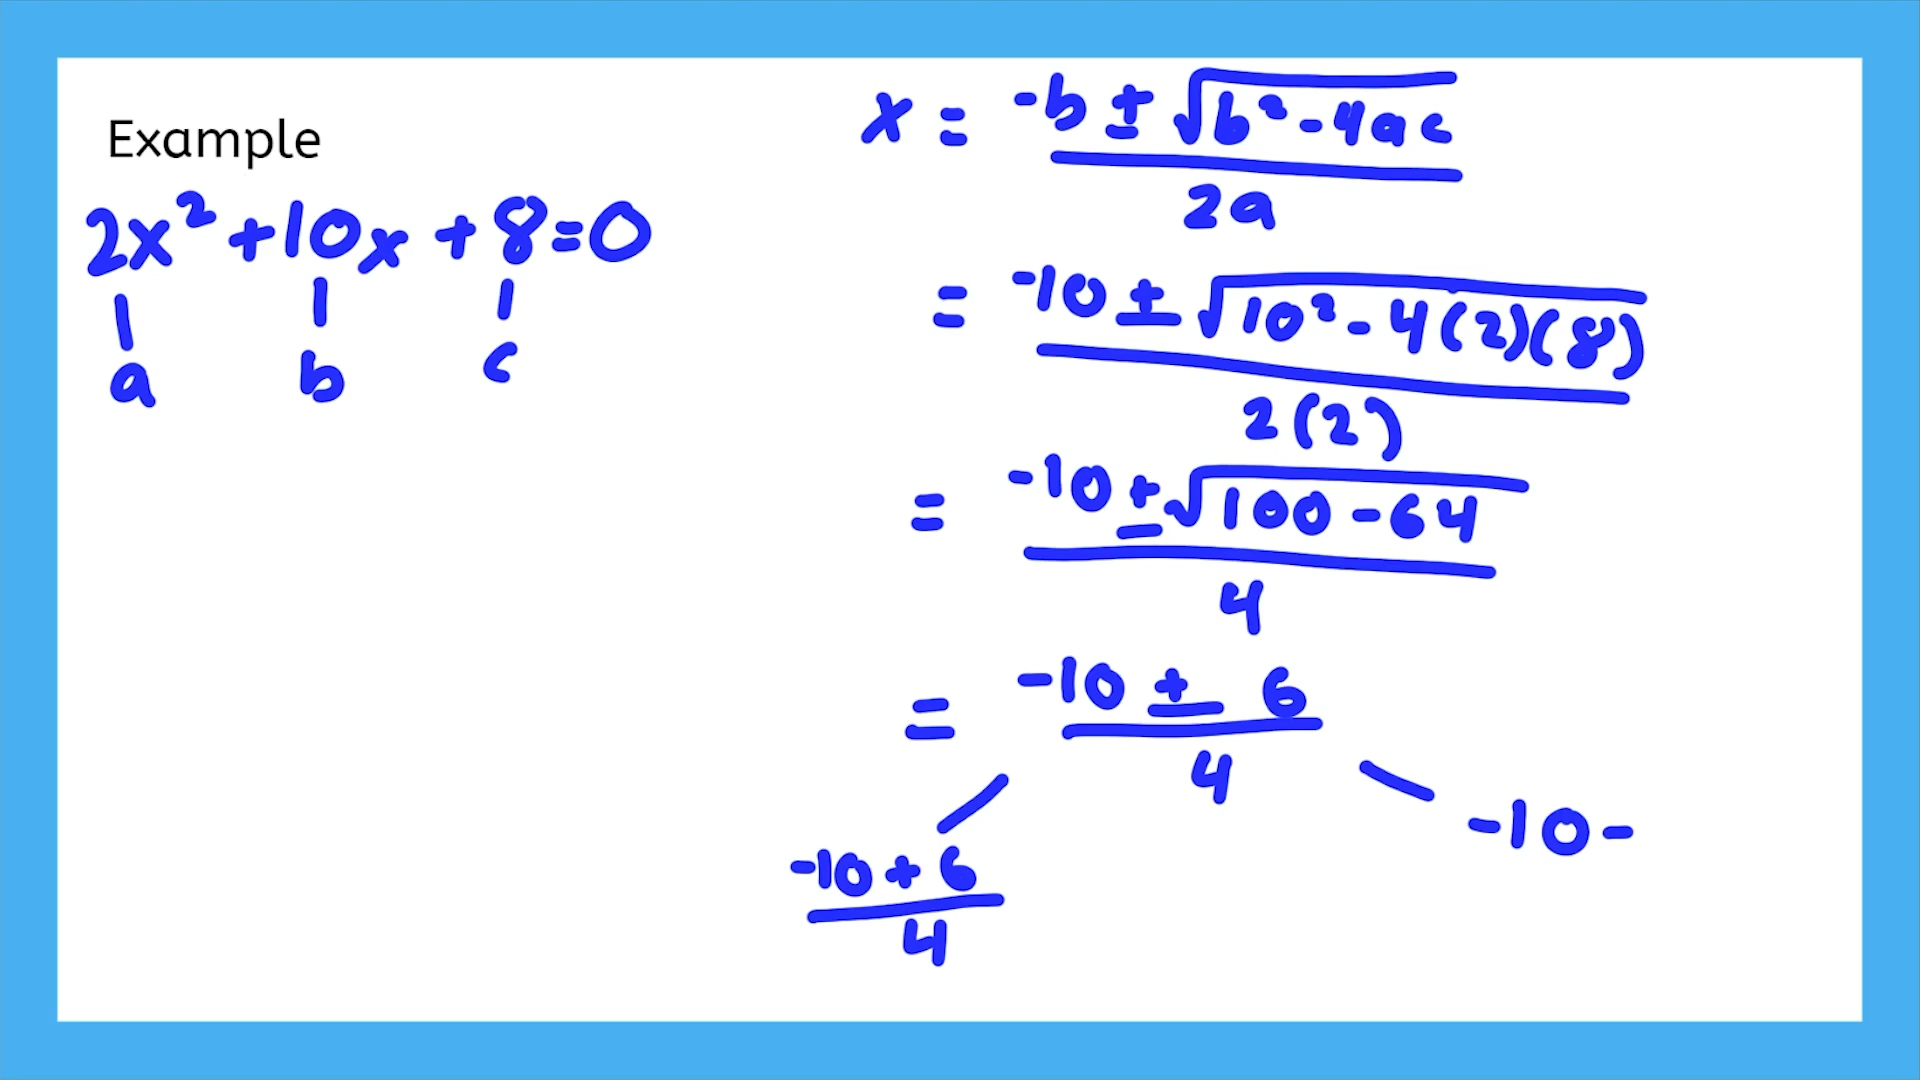 Example
2x² + 10x + 8 = 0
a b c
x = -b ± √b² - 4ac
2a
= -10 ± √10² - 4(2)(8)
2(2)
= -10 ± √100 - 64
4
= -10 ± 6
4
-10 + 6
4
-10 -